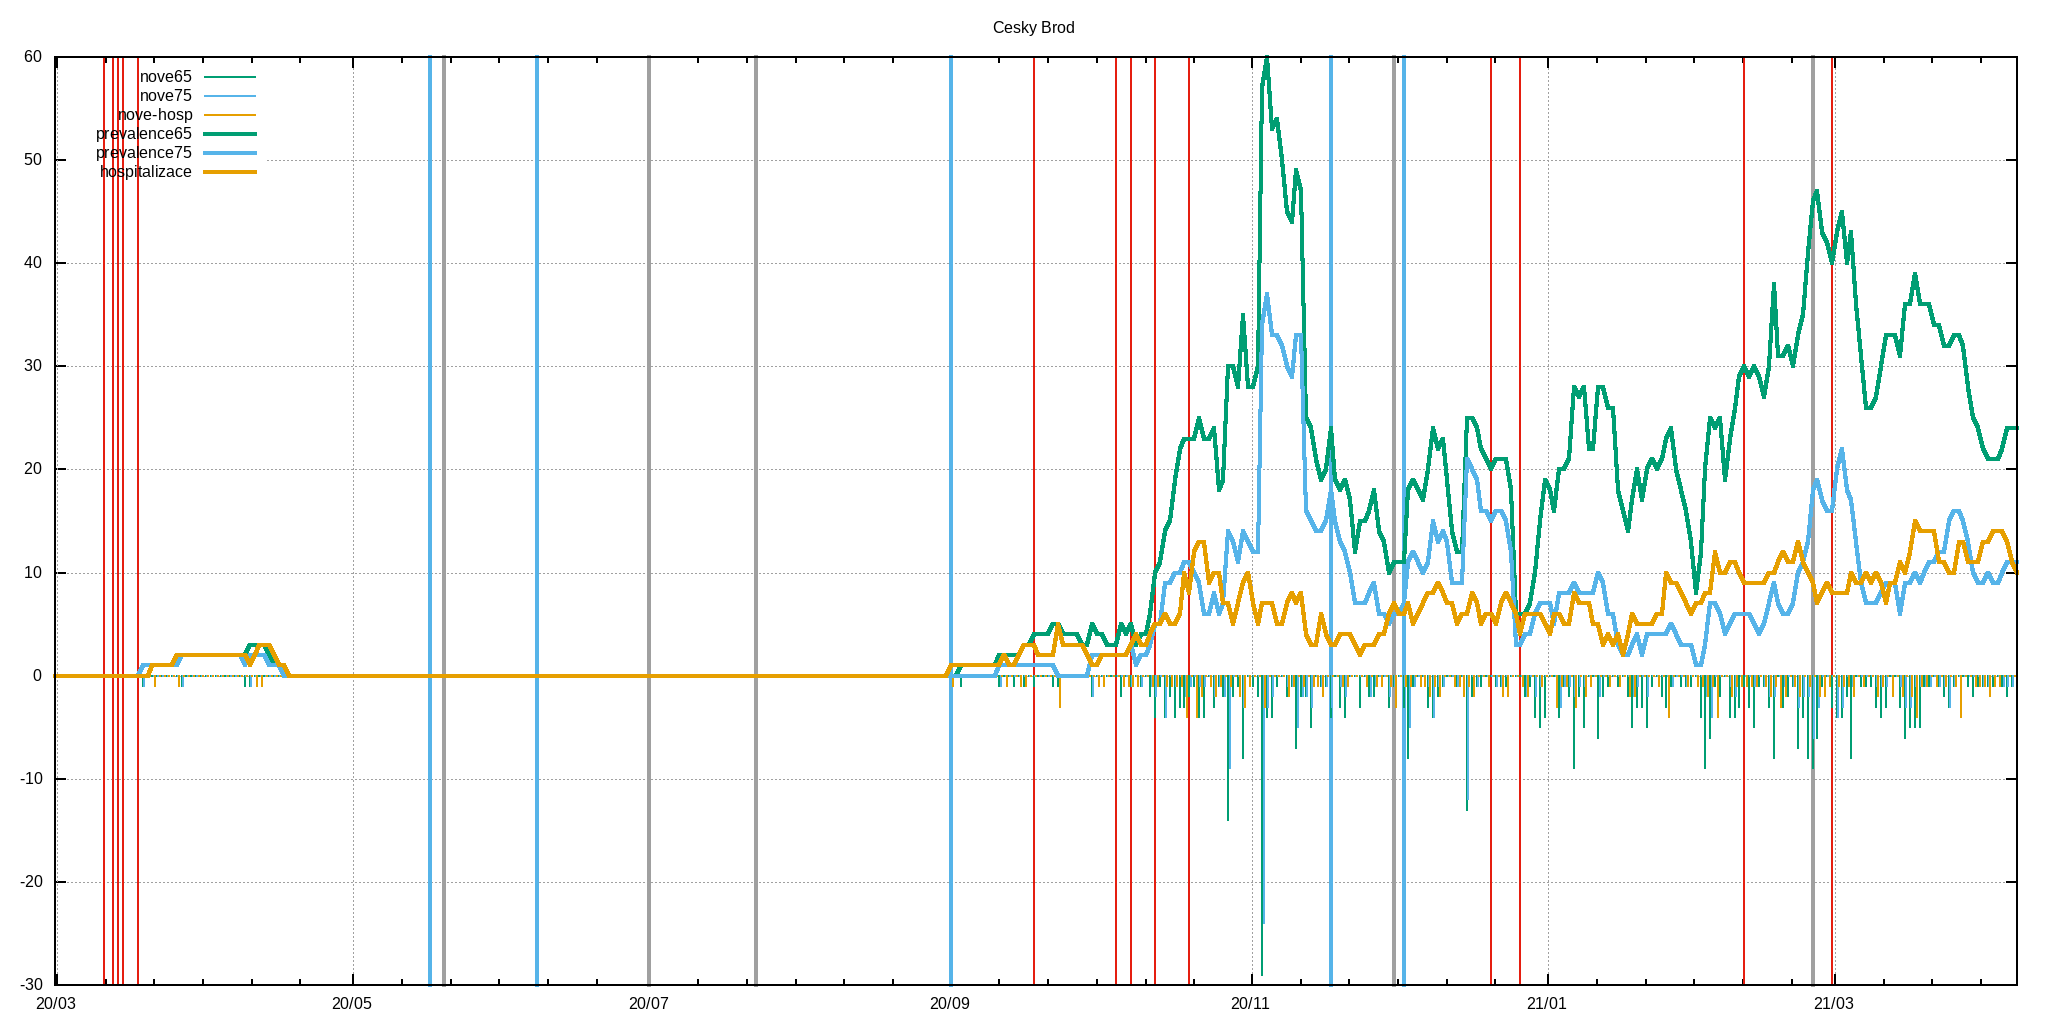 Cesky Brod
60
50
40
30
20
10
0
-10
-20
-30
nove65
nove75
nove-hosp
prevalence65
prevalence75
hospitalizace
20/03 20/05 20/07 20/09 20/11 21/01 21/03